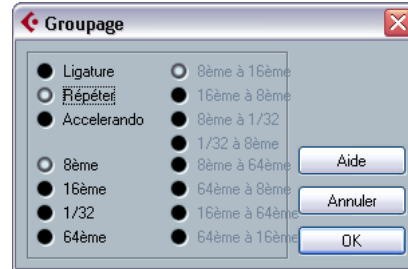 Groupage
Ligature
Répéter
Accelerando
8ème
16ème
1/32
64ème
8ème à 16ème
16ème à 8ème
8ème à 1/32
1/32 à 8ème
8ème à 64ème
64ème à 8ème
16ème à 64ème
64ème à 16ème
Aide
Annuler
OK